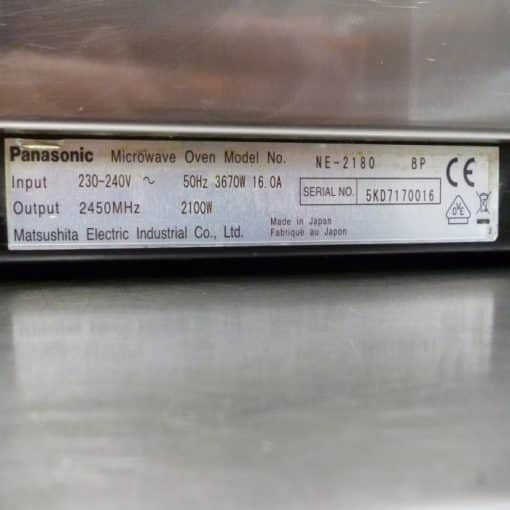 Panasonic Microwave Oven Model No. NE-2180 BP CE
Input 230-240V ~ 50Hz 3670W 16.0A SERIAL NO. 5KD7170016
Output 2450MHz 2100W Made in Japan
Matsushita Electric Industrial Co., Ltd. Fabriqué au Japon